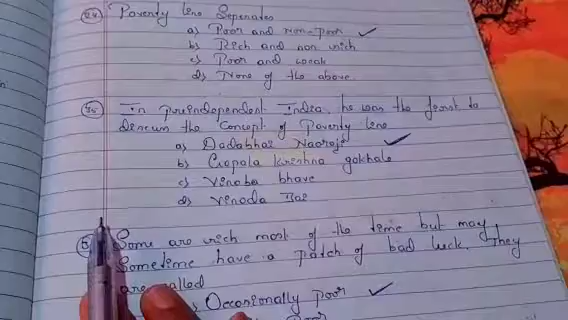 24 Poverty line Seperates
a) Poor and none poor ✓
b) Rich and non rich
c) Poor and weak
d) None of the above.
25 In preindependent India, he was the first to
discuss the Concept of Poverty line
a) Dadabhai Naoroji ✓
b) Gopala krishna gokhale
c) Vinoba bhave
d) Vinoda Bai
Some are rich most of the time but may
Sometime have a patch of bad luck. They
are called
Occasionally poor ✓
poor